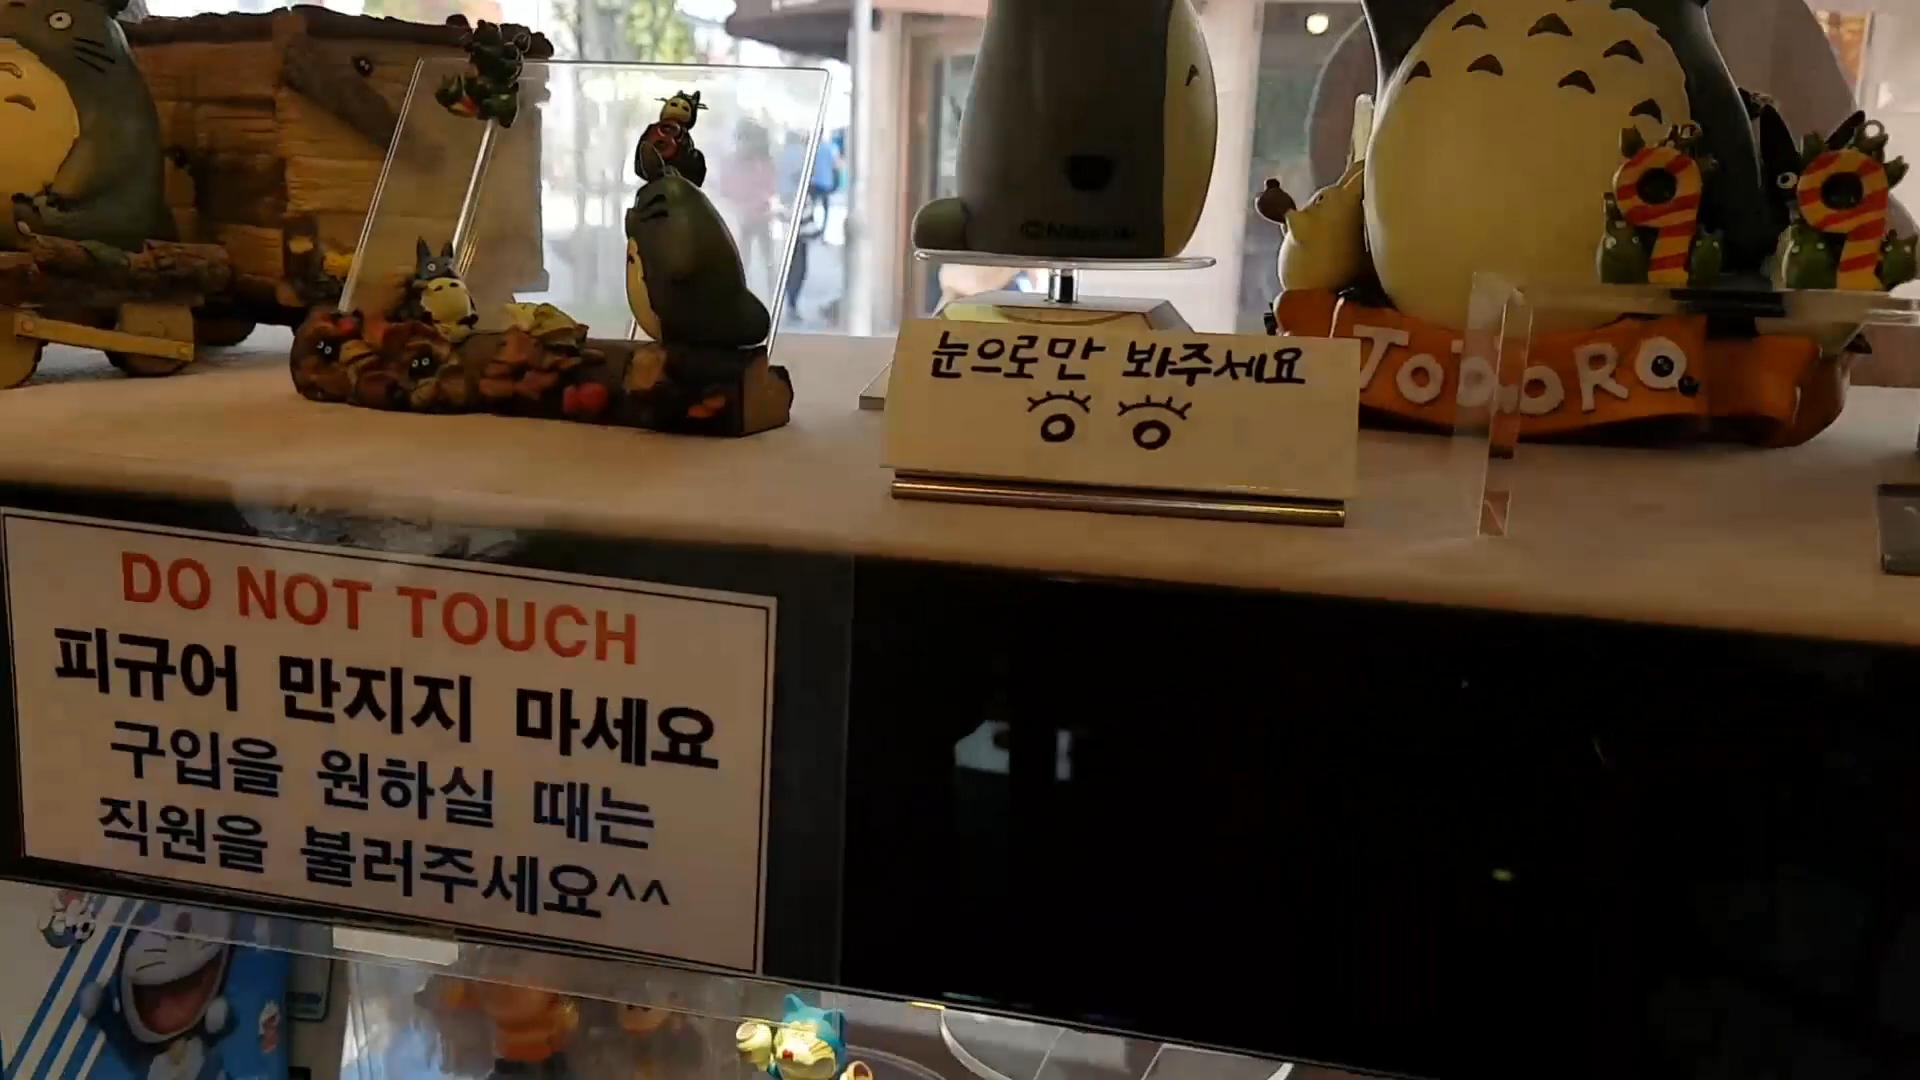 눈으로만 봐주세요
TOTORO
99
DO NOT TOUCH
피규어 만지지 마세요
구입을 원하실 때는
직원을 불러주세요^^